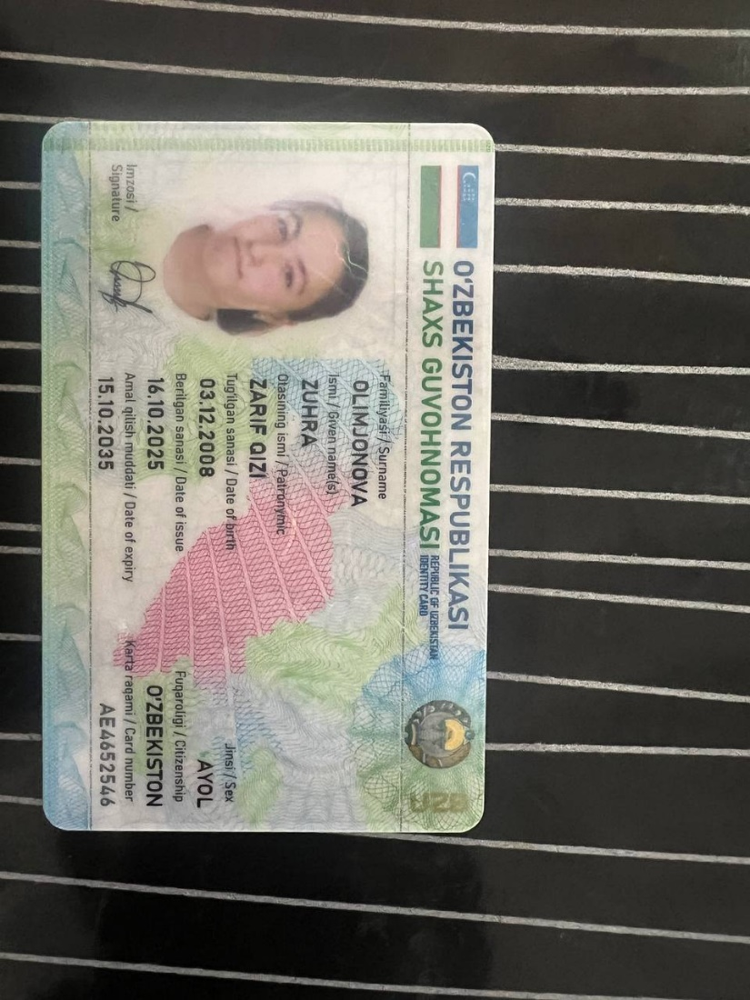 O'ZBEKISTON RESPUBLIKASI
SHAXS GUVOHNOMASI
REPUBLIC OF UZBEKISTAN
IDENTITY CARD
UZB
Familiyasi / Surname
OLIMJONOVA
Ismi / Given name(s)
ZUHRA
Otasining ismi / Patronymic
ZARIF QIZI
Tug'ilgan sanasi / Date of birth
03.12.2008
Jinsi / Sex
AYOL
Berilgan sanasi / Date of issue
16.10.2025
Fuqaroligi / Citizenship
O'ZBEKISTON
Amal qilish muddati / Date of expiry
15.10.2035
Karta raqami / Card number
AE4652546
Imzosi /
Signature